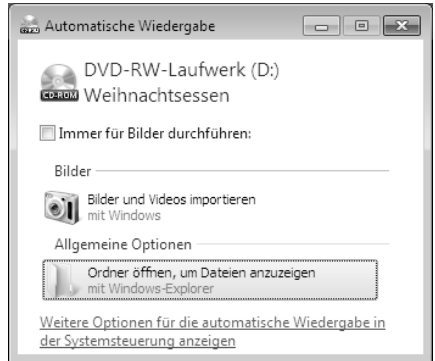 Automatische Wiedergabe
DVD-RW-Laufwerk (D:)
Weihnachtsessen
CD-ROM
Immer für Bilder durchführen:
Bilder
Bilder und Videos importieren
mit Windows
Allgemeine Optionen
Ordner öffnen, um Dateien anzuzeigen
mit Windows-Explorer
Weitere Optionen für die automatische Wiedergabe in
der Systemsteuerung anzeigen